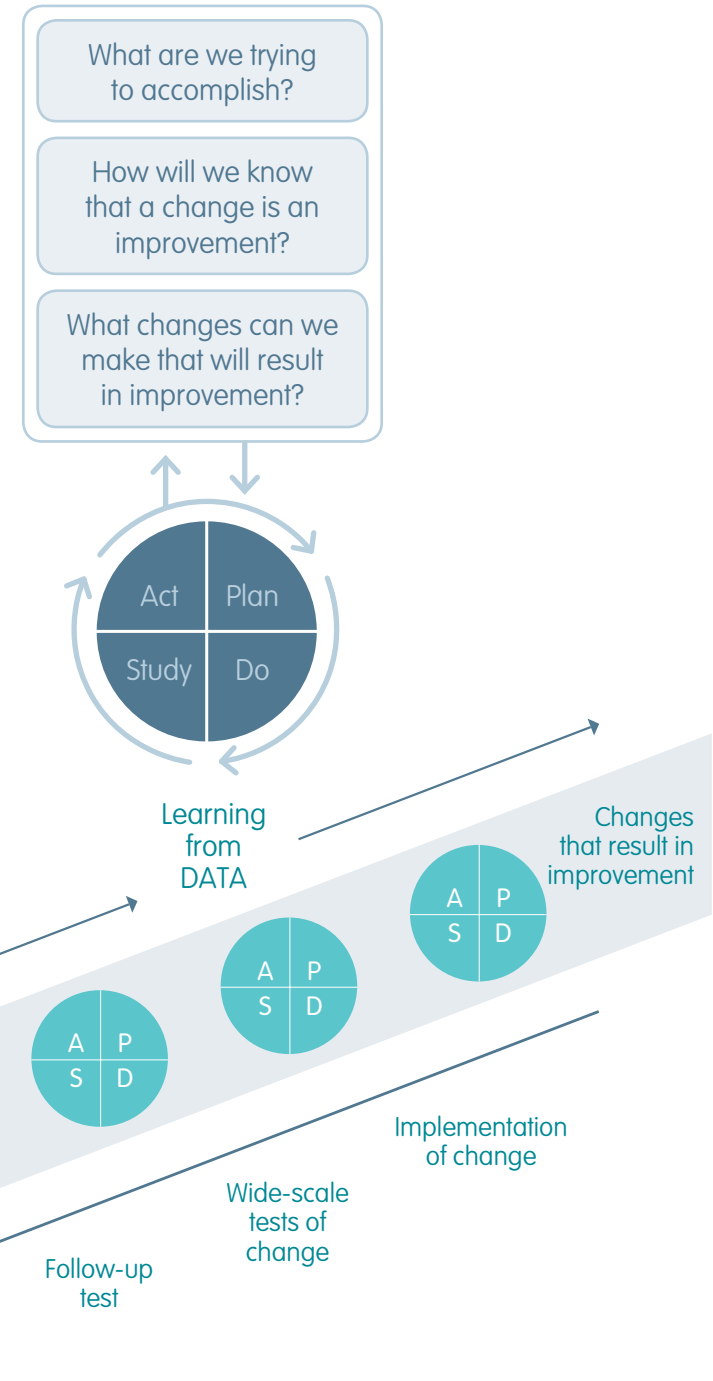 What are we trying
to accomplish?
How will we know
that a change is an
improvement?
What changes can we
make that will result
in improvement?
Act
Plan
Study
Do
Learning
from
DATA
Changes
that result in
improvement
A P
S D
A P
S D
A P
S D
Implementation
of change
Wide-scale
tests of
change
Follow-up
test